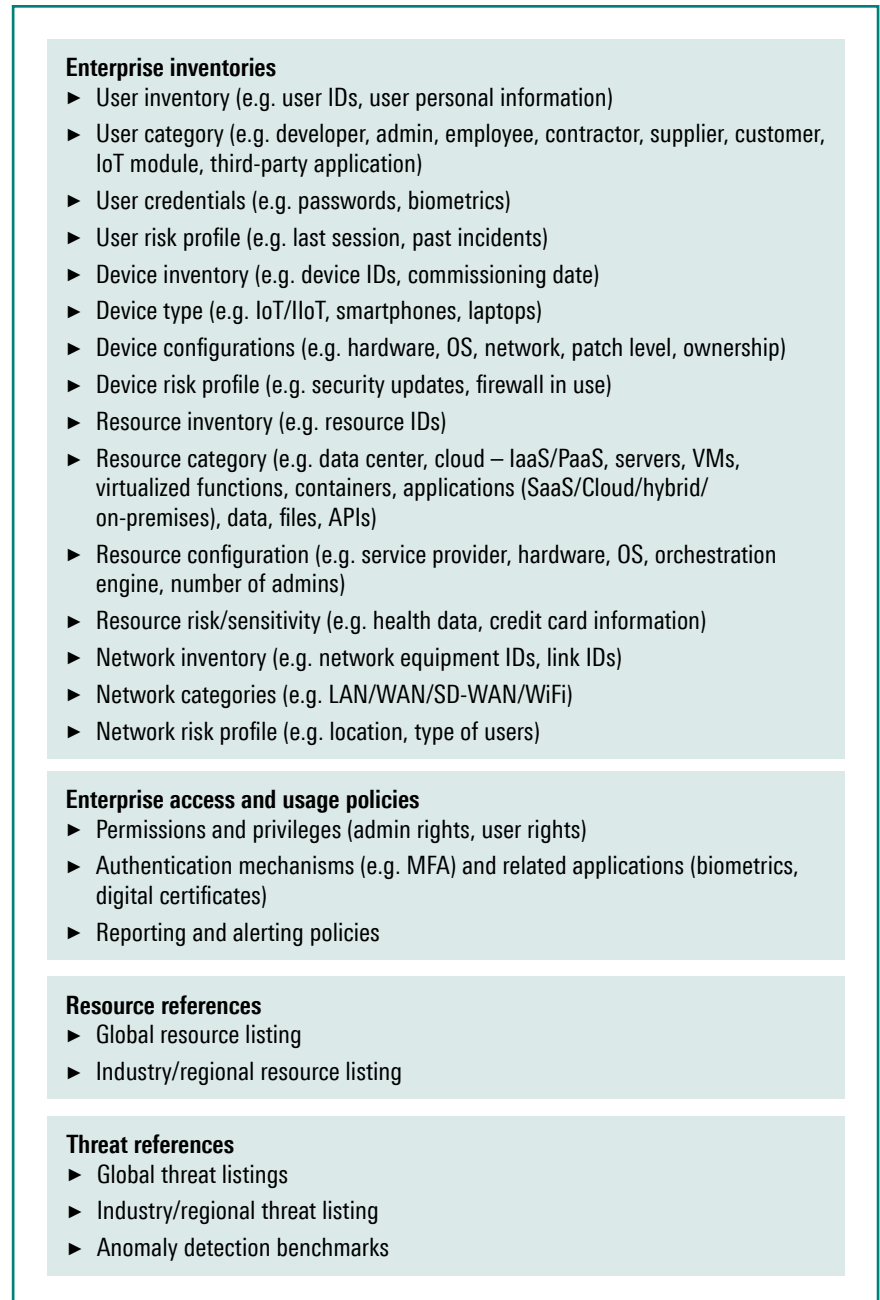 Enterprise inventories
► User inventory (e.g. user IDs, user personal information)
► User category (e.g. developer, admin, employee, contractor, supplier, customer,
IoT module, third-party application)
► User credentials (e.g. passwords, biometrics)
► User risk profile (e.g. last session, past incidents)
► Device inventory (e.g. device IDs, commissioning date)
► Device type (e.g. IoT/IIoT, smartphones, laptops)
► Device configurations (e.g. hardware, OS, network, patch level, ownership)
► Device risk profile (e.g. security updates, firewall in use)
► Resource inventory (e.g. resource IDs)
► Resource category (e.g. data center, cloud – IaaS/PaaS, servers, VMs,
virtualized functions, containers, applications (SaaS/Cloud/hybrid/
on-premises), data, files, APIs)
► Resource configuration (e.g. service provider, hardware, OS, orchestration
engine, number of admins)
► Resource risk/sensitivity (e.g. health data, credit card information)
► Network inventory (e.g. network equipment IDs, link IDs)
► Network categories (e.g. LAN/WAN/SD-WAN/WiFi)
► Network risk profile (e.g. location, type of users)
Enterprise access and usage policies
► Permissions and privileges (admin rights, user rights)
► Authentication mechanisms (e.g. MFA) and related applications (biometrics,
digital certificates)
► Reporting and alerting policies
Resource references
► Global resource listing
► Industry/regional resource listing
Threat references
► Global threat listings
► Industry/regional threat listing
► Anomaly detection benchmarks